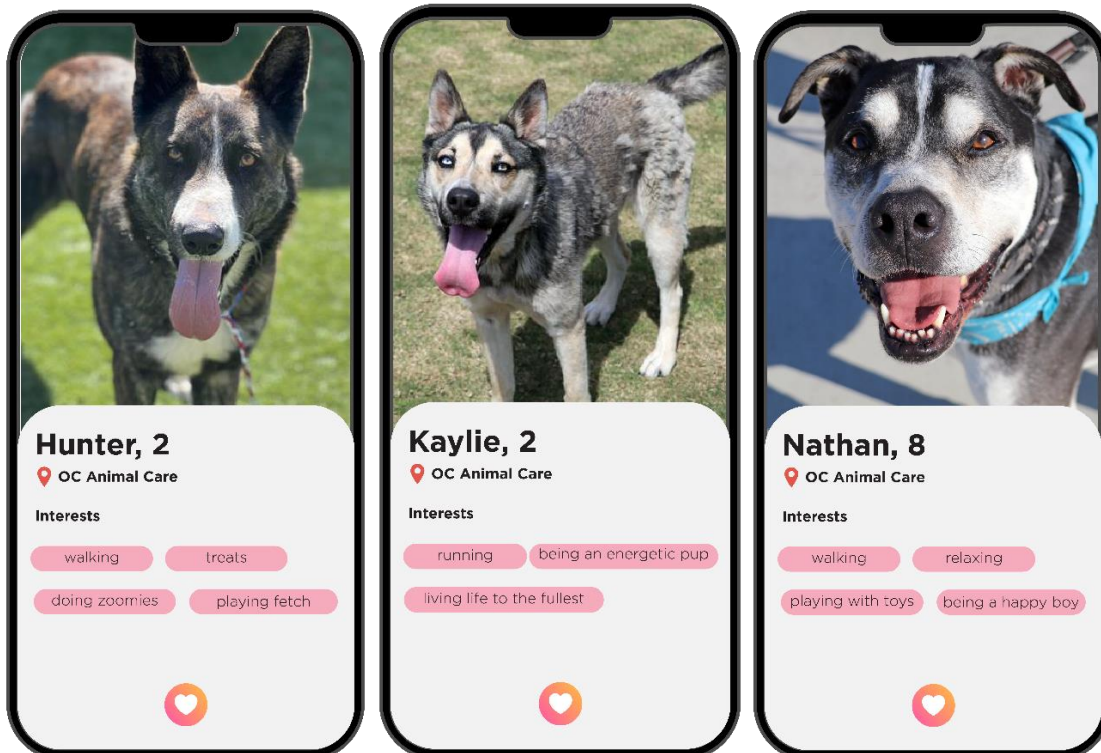 Hunter, 2
OC Animal Care
Interests
walking
treats
doing zoomies
playing fetch
Kaylie, 2
OC Animal Care
Interests
running
being an energetic pup
living life to the fullest
Nathan, 8
OC Animal Care
Interests
walking
relaxing
playing with toys
being a happy boy